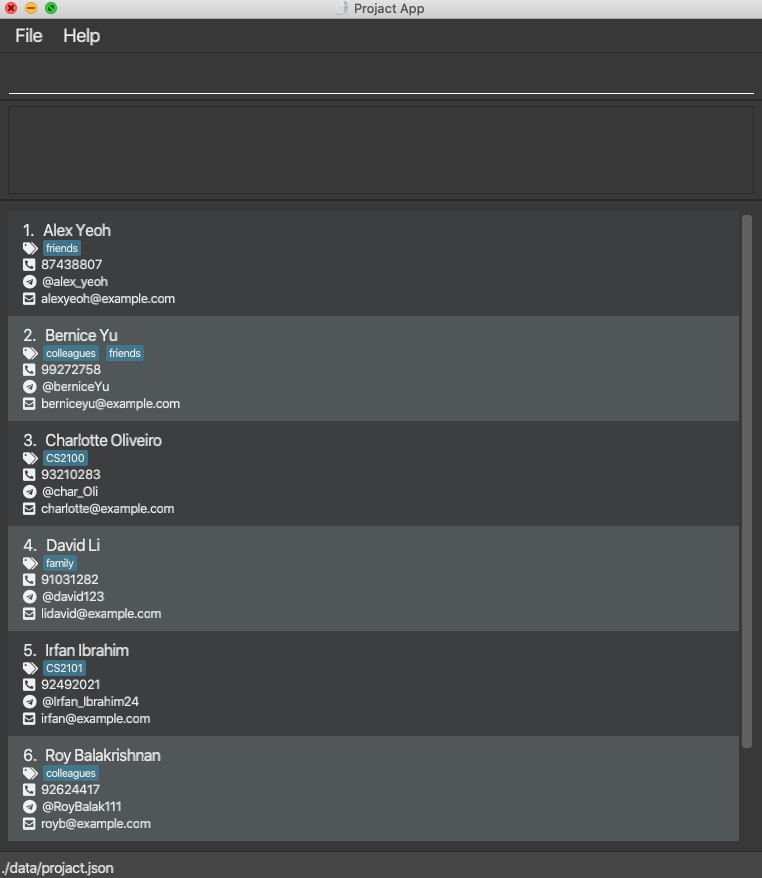 Projact App
File Help
1. Alex Yeoh
friends
87438807
@alex_yeoh
alexyeoh@example.com
2. Bernice Yu
colleagues friends
99272758
@berniceYu
berniceyu@example.com
3. Charlotte Oliveiro
CS2100
93210283
@char_Oli
charlotte@example.com
4. David Li
family
91031282
@david123
lidavid@example.com
5. Irfan Ibrahim
CS2101
92492021
@Irfan_Ibrahim24
irfan@example.com
6. Roy Balakrishnan
colleagues
92624417
@RoyBalak111
royb@example.com
./data/projact.json